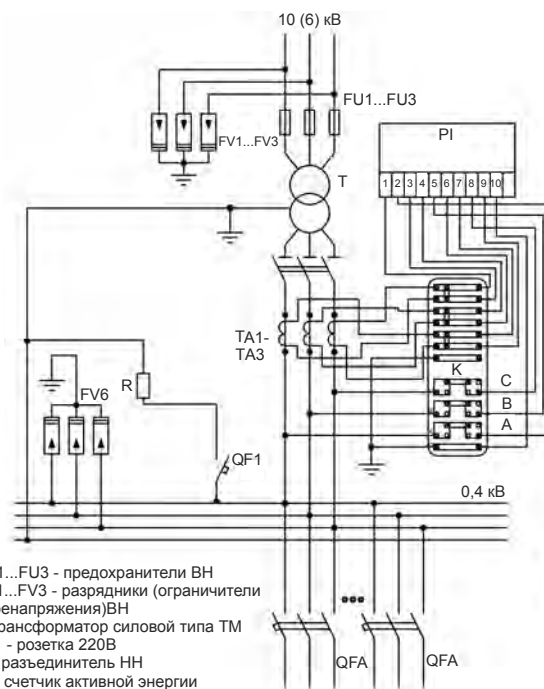 10 (6) кВ
FU1...FU3
FV1...FV3
PI
T
1 2 3 4 5 6 7 8 9 10
TA1-
TA3
K
C
B
A
R
FV6
QF1
0,4 кВ
QFA
QFA
1...FU3 - предохранители ВН
1...FV3 - разрядники (ограничители
енапряжения)ВН
рансформатор силовой типа ТМ
- розетка 220В
разъединитель НН
счетчик активной энергии